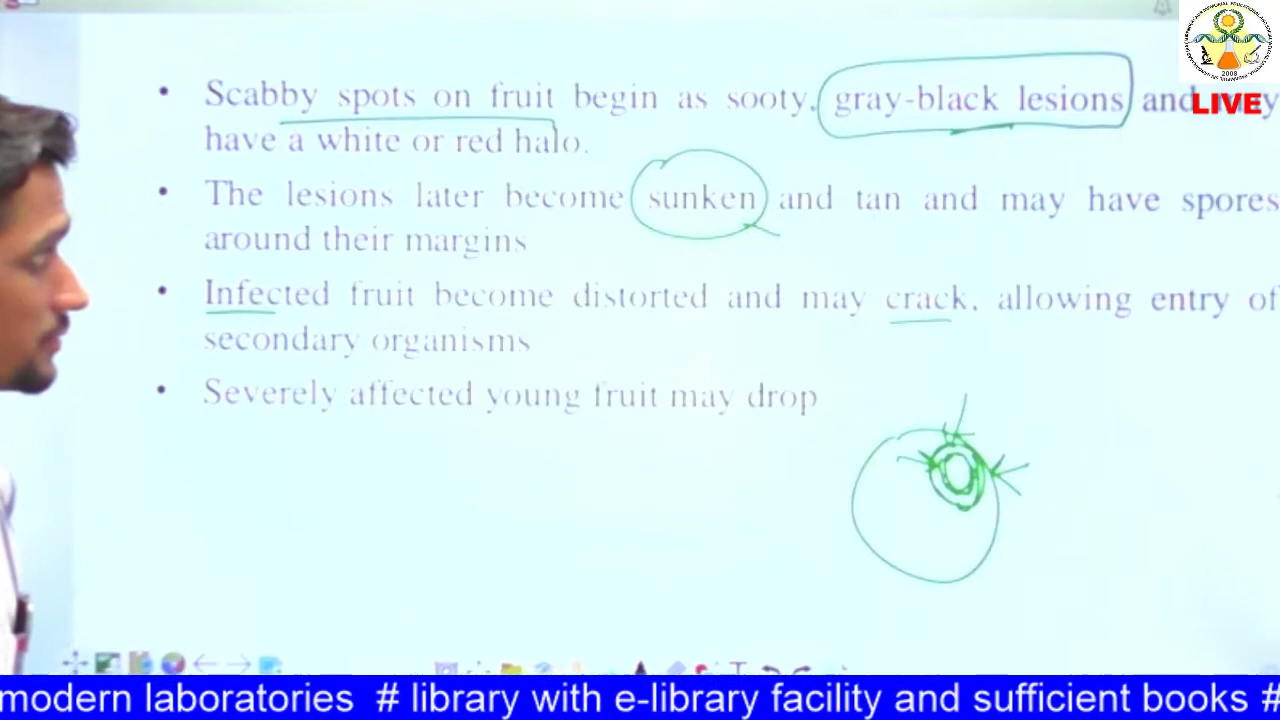 • Scabby spots on fruit begin as sooty, gray-black lesions and may
have a white or red halo.
• The lesions later become sunken and tan and may have spores
around their margins
• Infected fruit become distorted and may crack, allowing entry of
secondary organisms
• Severely affected young fruit may drop
2008
LIVE
modern laboratories # library with e-library facility and sufficient books #